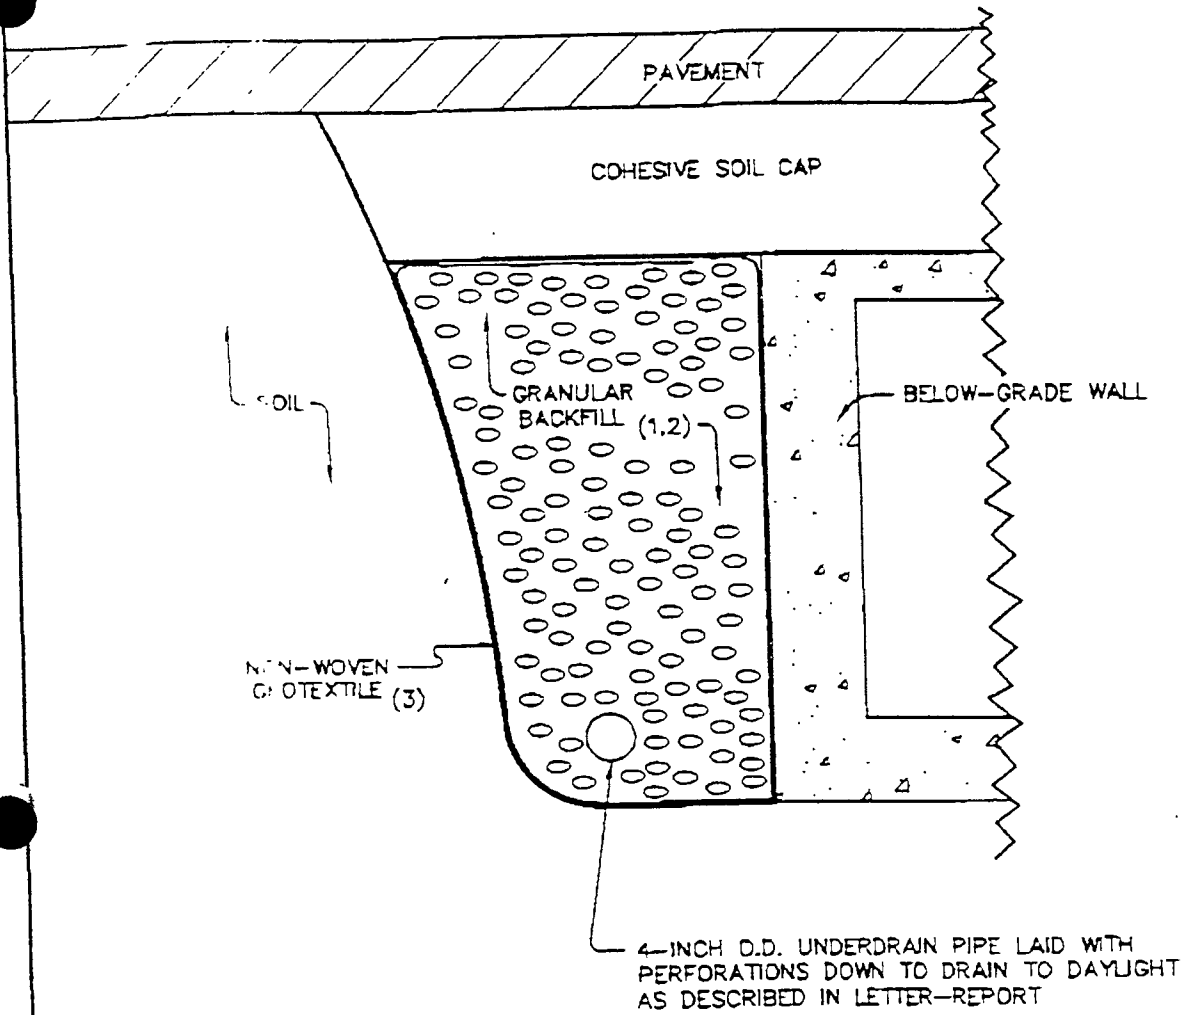 PAVEMENT
COHESIVE SOIL CAP
GRANULAR
BACKFILL (1,2)
BELOW-GRADE WALL
SOIL
NON-WOVEN
GEOTEXTILE (3)
4-INCH O.D. UNDERDRAIN PIPE LAID WITH
PERFORATIONS DOWN TO DRAIN TO DAYLIGHT
AS DESCRIBED IN LETTER-REPORT